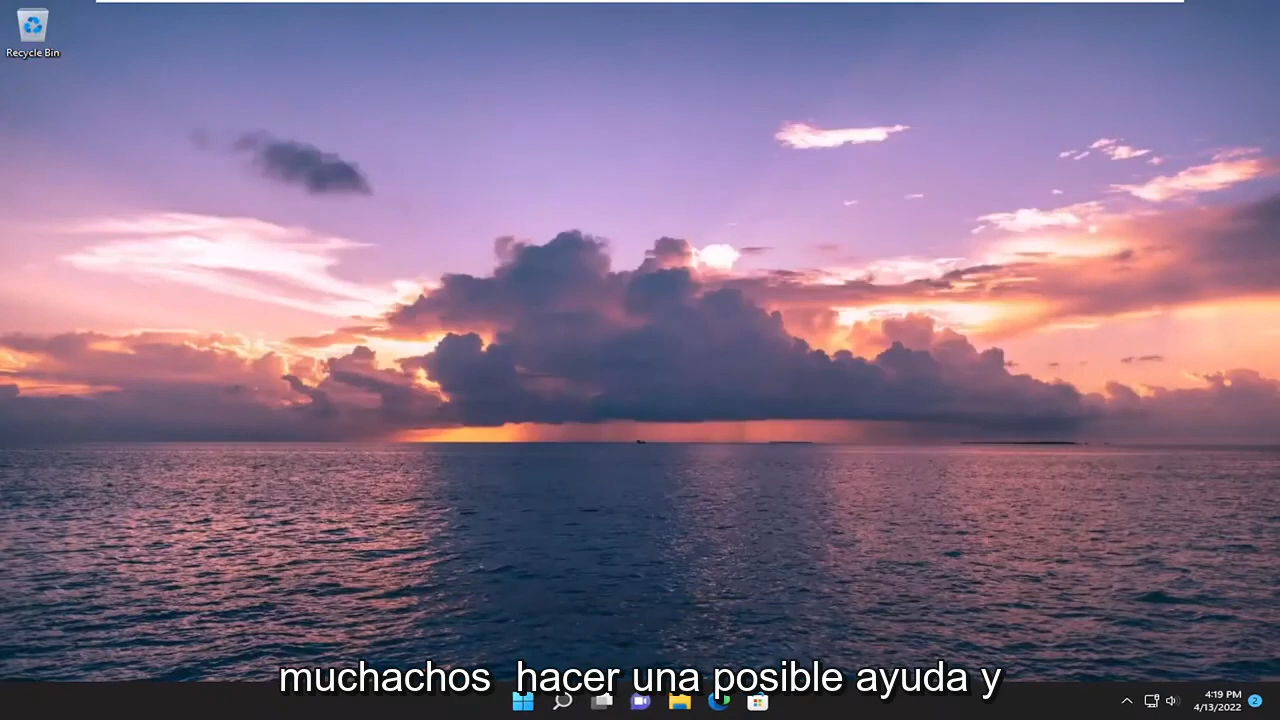 Recycle Bin
muchachos  hacer una posible ayuda y
4:19 PM
4/13/2022
2